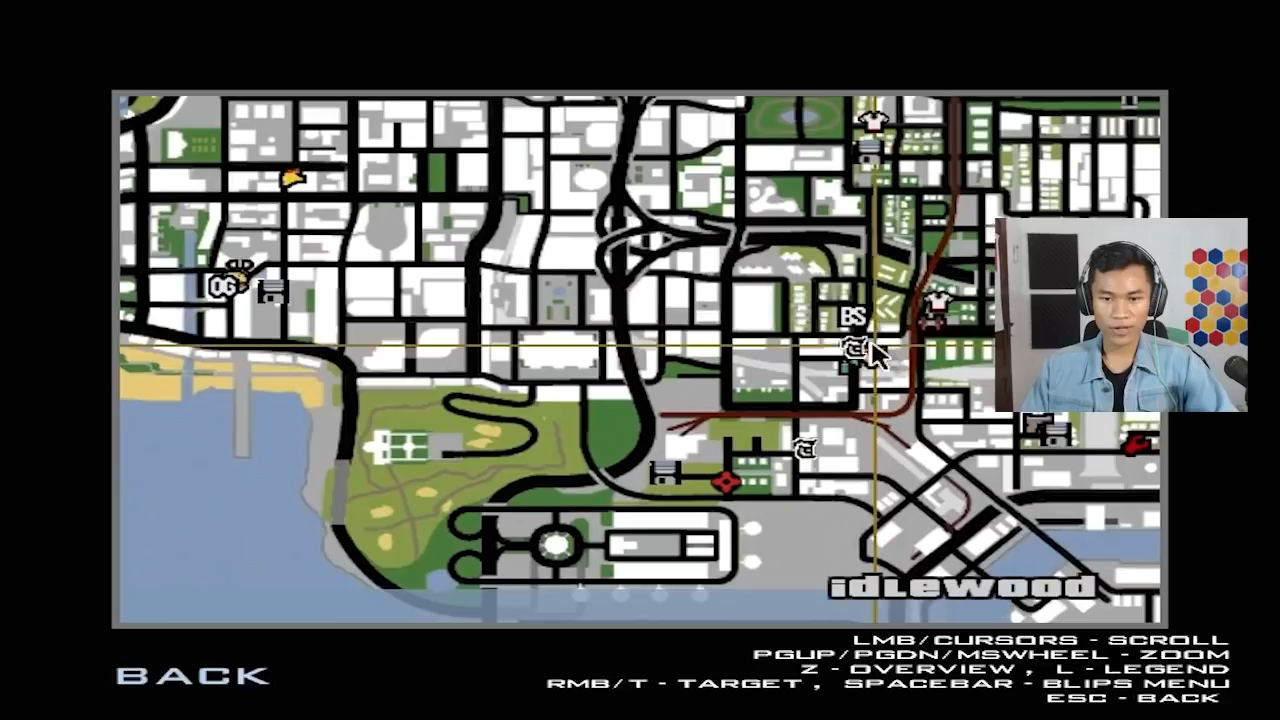 OG
BS
IDLEWOOD
LMB/CURSORS - SCROLL
PGUP/PGDN/MSWHEEL - ZOOM
Z - OVERVIEW , L - LEGEND
BACK
RMB/T - TARGET , SPACEBAR - BLIPS MENU
ESC - BACK